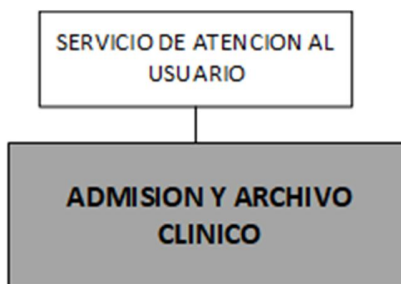 SERVICIO DE ATENCION AL
USUARIO
ADMISION Y ARCHIVO
CLINICO